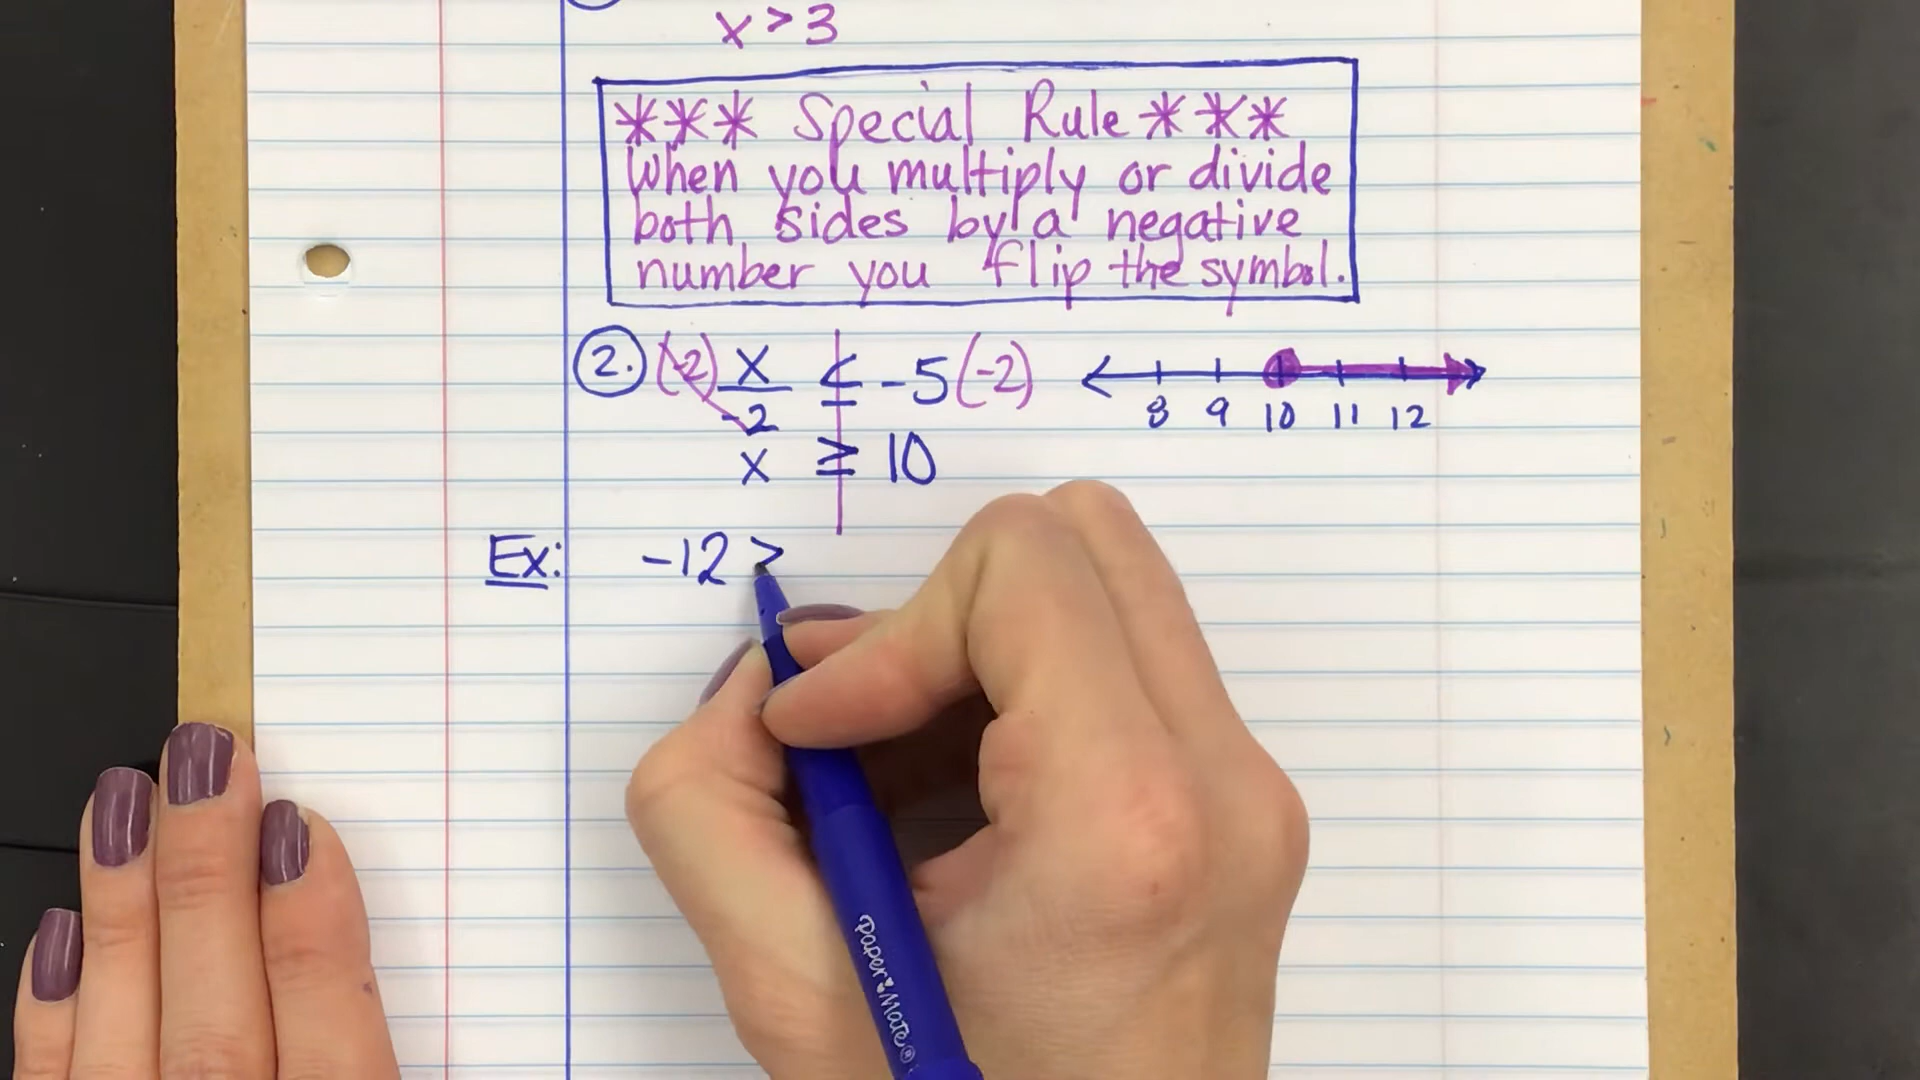 x > 3
*** Special Rule ***
When you multiply or divide
both sides by a negative
number you flip the symbol.
2. (-2) x/-2 ≤ -5 (-2)
8 9 10 11 12
x ≥ 10
Ex: -12 >
Paper Mate®